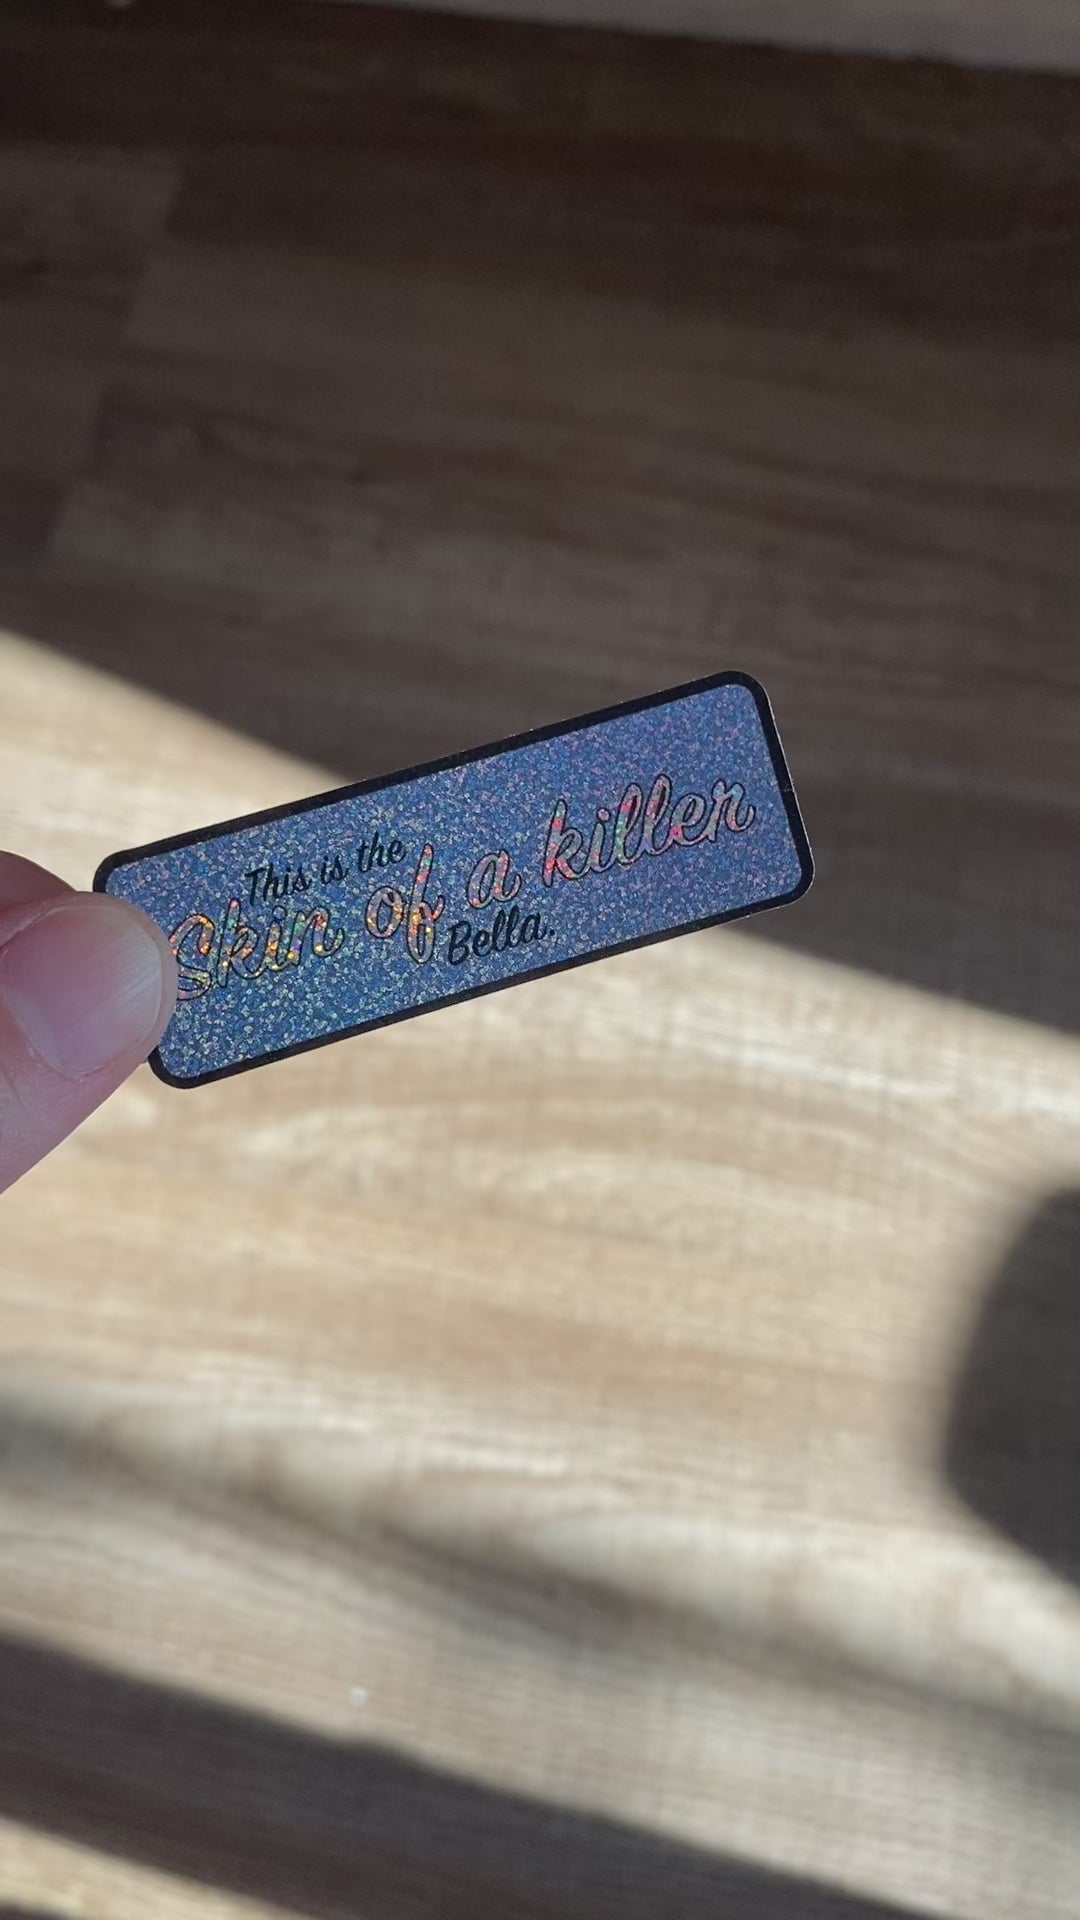 This is the
Skin of a killer
Bella.